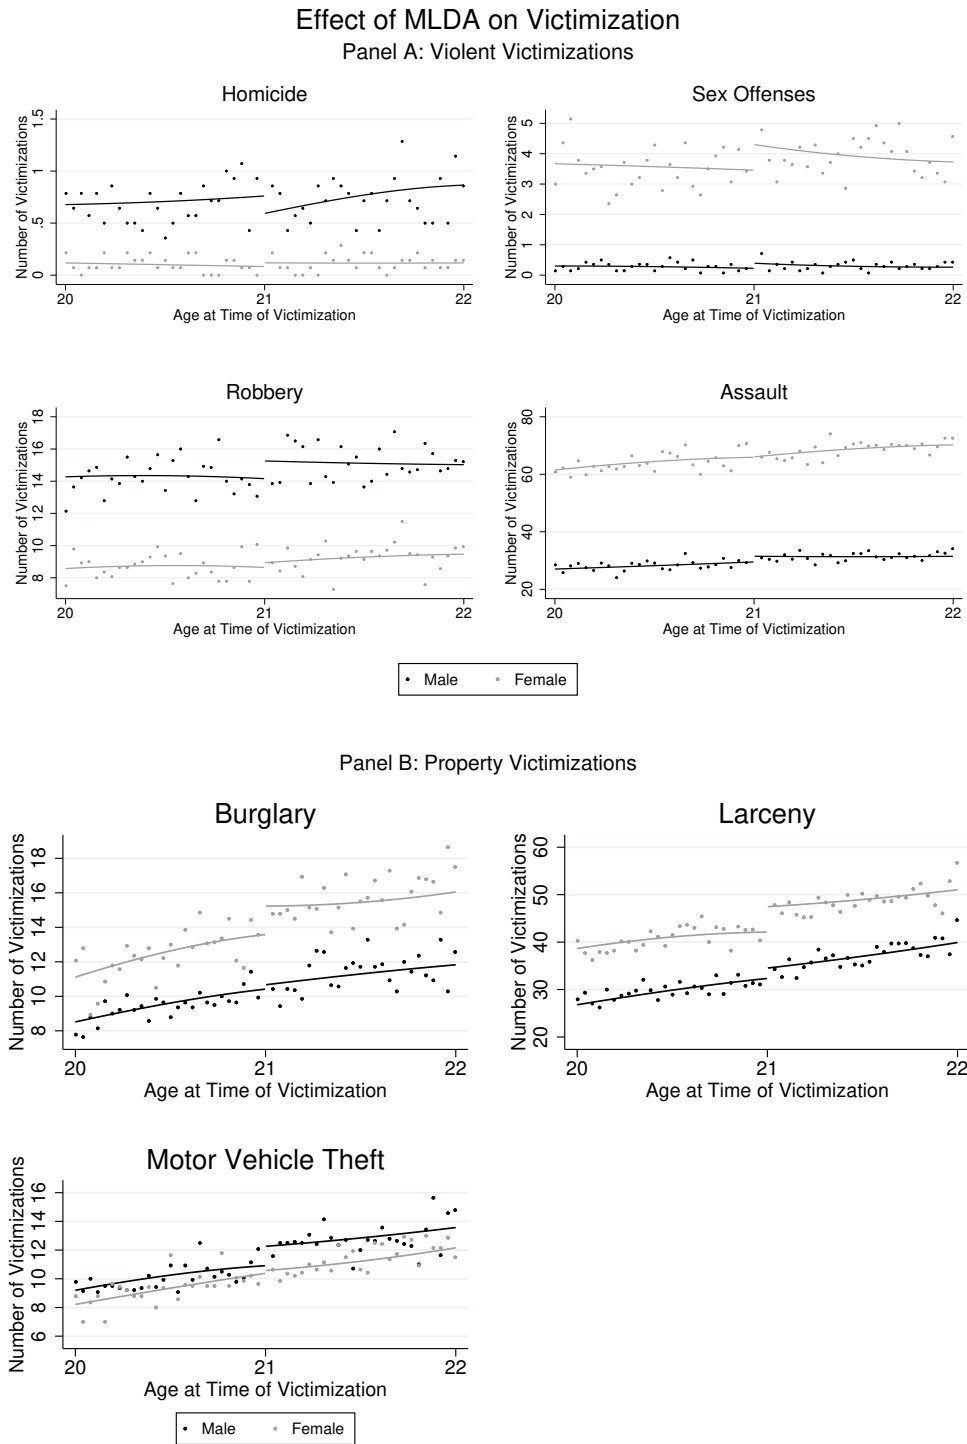 Effect of MLDA on Victimization
Panel A: Violent Victimizations
Homicide
Number of Victimizations
0
.5
1
1.5
20
21
22
Age at Time of Victimization
Sex Offenses
Number of Victimizations
0
1
2
3
4
5
20
21
22
Age at Time of Victimization
Robbery
Number of Victimizations
8
10
12
14
16
18
20
21
22
Age at Time of Victimization
Assault
Number of Victimizations
20
40
60
80
20
21
22
Age at Time of Victimization
Male Female
Panel B: Property Victimizations
Burglary
Number of Victimizations
8
10
12
14
16
18
20
21
22
Age at Time of Victimization
Larceny
Number of Victimizations
20
30
40
50
60
20
21
22
Age at Time of Victimization
Motor Vehicle Theft
Number of Victimizations
6
8
10
12
14
16
20
21
22
Age at Time of Victimization
Male Female